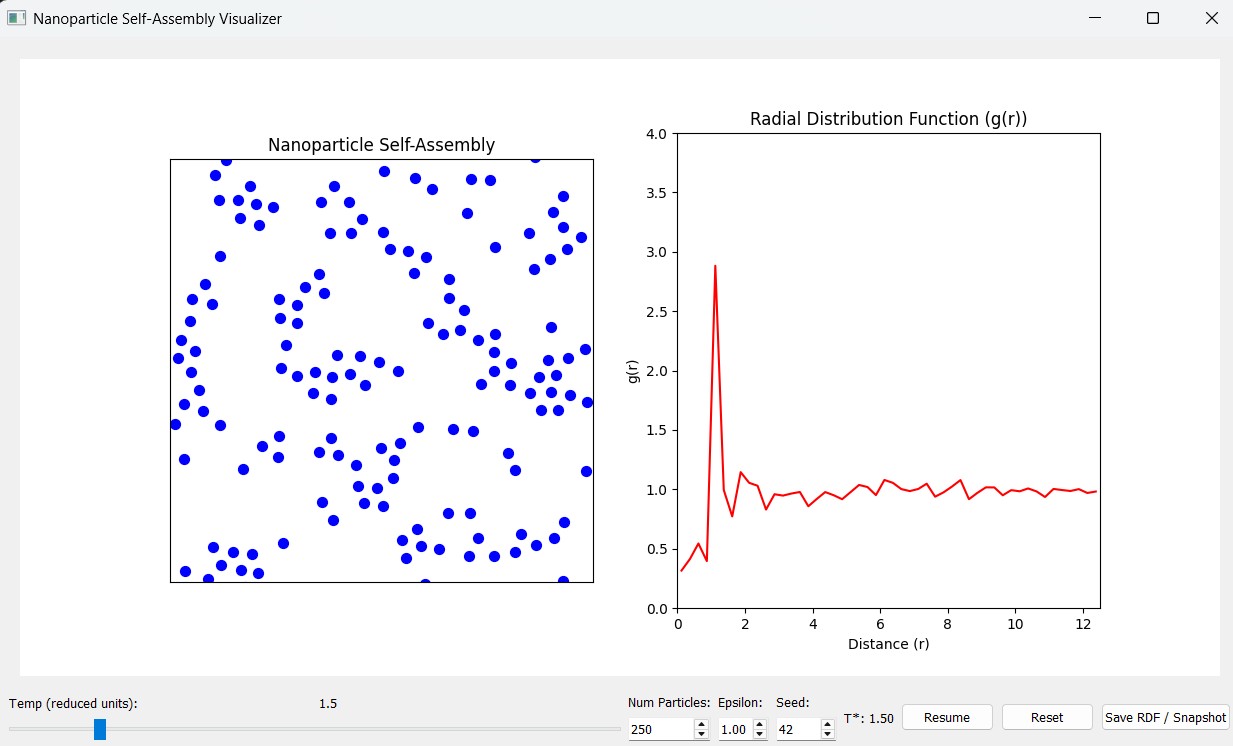 Nanoparticle Self-Assembly Visualizer
Nanoparticle Self-Assembly
Radial Distribution Function (g(r))
4.0
3.5
3.0
2.5
2.0
1.5
1.0
0.5
0.0
g(r)
0 2 4 6 8 10 12
Distance (r)
Temp (reduced units): 1.5
Num Particles: Epsilon: Seed:
250 1.00 42
T*: 1.50 Resume Reset Save RDF / Snapshot